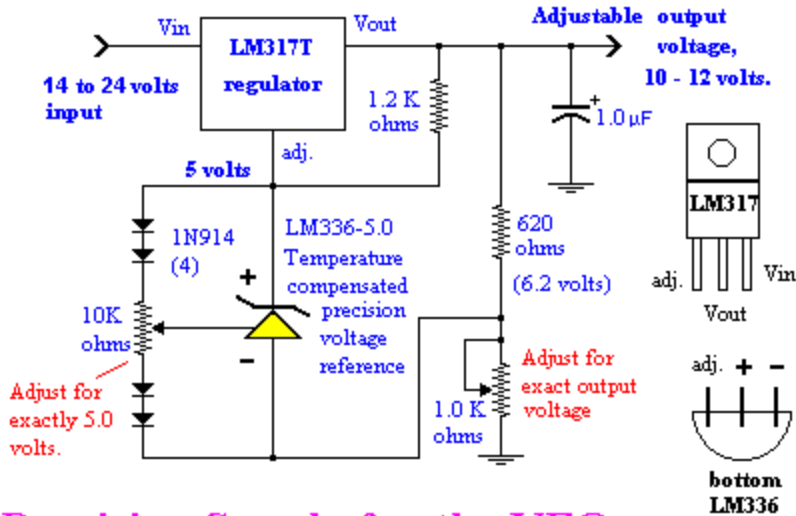 Vin
LM317T
regulator
Vout
Adjustable output
voltage,
10 - 12 volts.
14 to 24 volts
input
1.2 K
ohms
+
1.0 µF
adj.
5 volts
LM317
1N914
(4)
LM336-5.0
Temperature
compensated
precision
voltage
reference
+
-
620
ohms
(6.2 volts)
adj.
Vin
Vout
10K
ohms
Adjust for
exactly 5.0
volts.
Adjust for
exact output
voltage
1.0 K
ohms
adj. + -
bottom
LM336